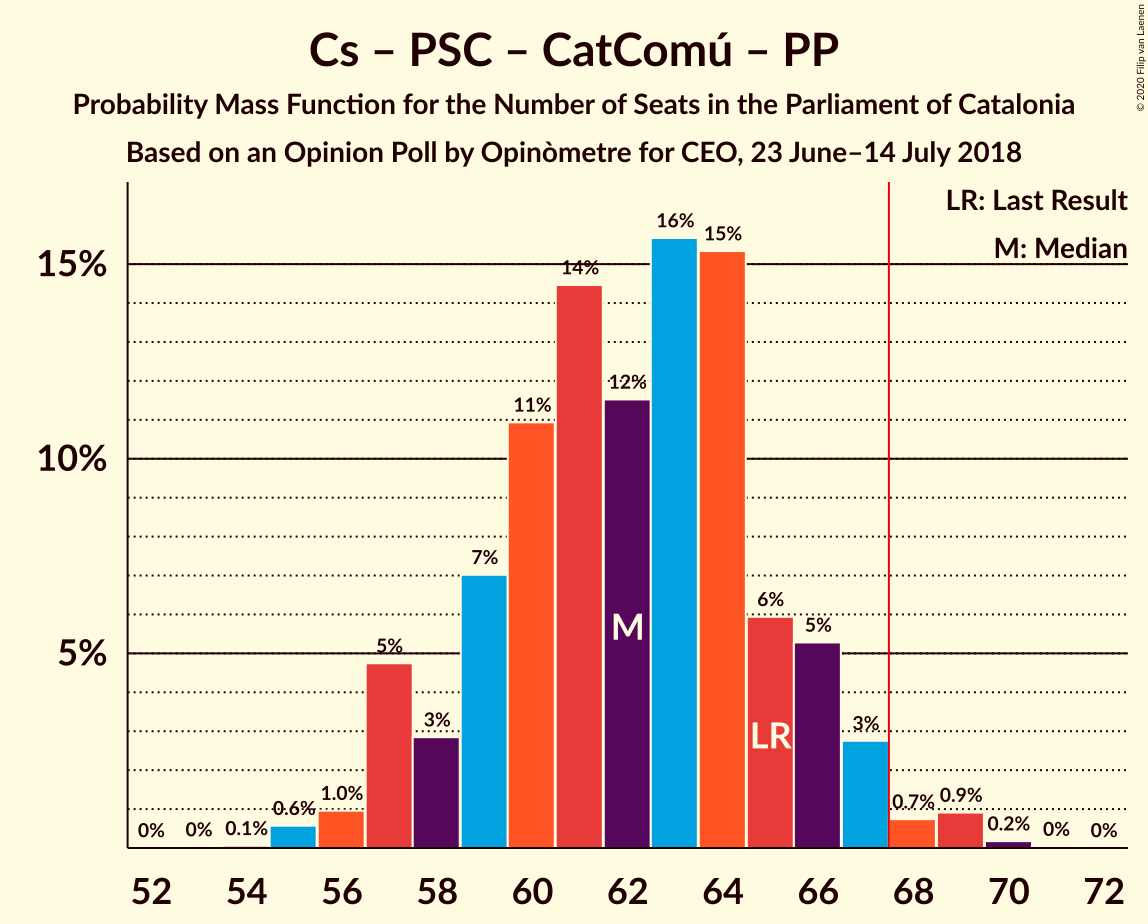 Cs – PSC – CatComú – PP
Probability Mass Function for the Number of Seats in the Parliament of Catalonia
Based on an Opinion Poll by Opinòmetre for CEO, 23 June–14 July 2018
© 2020 Filip van Laenen
LR: Last Result
M: Median
15%
10%
5%
0%
0%
0.1%
0.6%
1.0%
5%
3%
7%
11%
14%
12%
16%
15%
6%
5%
3%
0.7%
0.9%
0.2%
0%
0%
M
LR
52 54 56 58 60 62 64 66 68 70 72